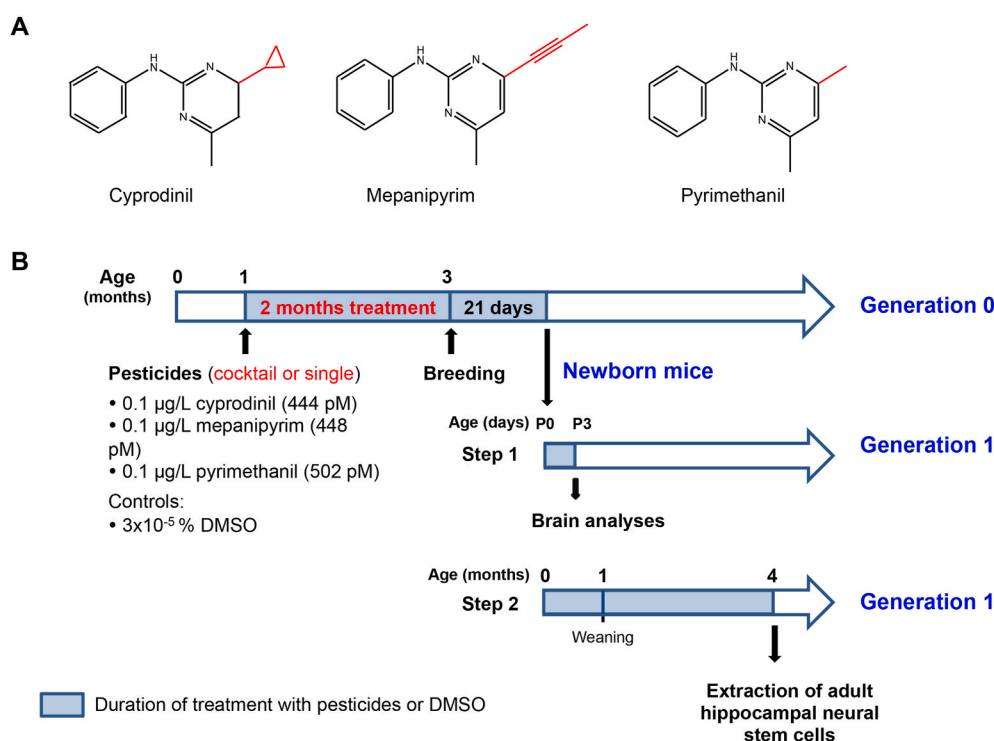 A
H
N
N
N
Cyprodinil
H
N
N
N
Mepanipyrim
H
N
N
N
Pyrimethanil
B
Age
(months)
0
1
3
2 months treatment
21 days
Generation 0
Pesticides (cocktail or single)
• 0.1 µg/L cyprodinil (444 pM)
• 0.1 µg/L mepanipyrim (448
pM)
• 0.1 µg/L pyrimethanil (502 pM)
Controls:
• 3x10⁻⁵ % DMSO
Breeding
Newborn mice
Age (days) P0 P3
Step 1
Generation 1
Brain analyses
Age (months) 0 1 4
Step 2
Generation 1
Weaning
Extraction of adult
hippocampal neural
stem cells
Duration of treatment with pesticides or DMSO